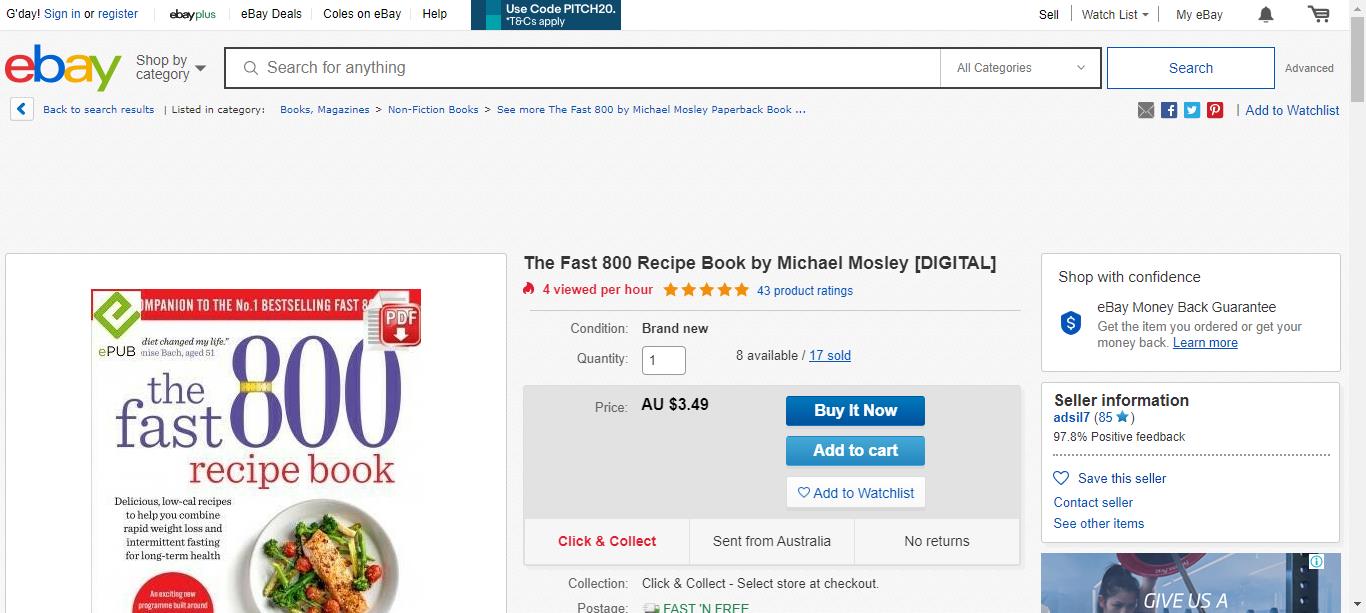 G'day! Sign in or register
ebayplus
eBay Deals
Coles on eBay
Help
Use Code PITCH20.
*T&Cs apply
Sell
Watch List
My eBay
ebay
Shop by
category
Search for anything
All Categories
Search
Advanced
Back to search results | Listed in category: Books, Magazines > Non-Fiction Books > See more The Fast 800 by Michael Mosley Paperback Book ...
| Add to Watchlist
OMPANION TO THE No.1 BESTSELLING FAST 8
PDF
ePUB
diet changed my life."
nise Bach, aged 51
the
fast 800
recipe book
Delicious, low-cal recipes
to help you combine
rapid weight loss and
intermittent fasting
for long-term health
An exciting new
programme built around
The Fast 800 Recipe Book by Michael Mosley [DIGITAL]
4 viewed per hour
43 product ratings
Condition: Brand new
Quantity: 1
8 available / 17 sold
Price: AU $3.49
Buy It Now
Add to cart
Add to Watchlist
Click & Collect
Sent from Australia
No returns
Collection: Click & Collect - Select store at checkout.
Postage: FAST 'N FREE
Shop with confidence
eBay Money Back Guarantee
Get the item you ordered or get your
money back. Learn more
Seller information
adsil7 (85 )
97.8% Positive feedback
Save this seller
Contact seller
See other items
GIVE US A